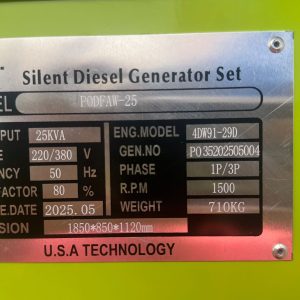 Silent Diesel Generator Set
EL PODFAW-25
PUT 25KVA ENG.MODEL 4DW91-29D
E 220/380 V GEN.NO PO35202505004
NCY 50 Hz PHASE 1P/3P
FACTOR 80 % R.P.M 1500
E.DATE 2025.05 WEIGHT 710KG
SION 1850*850*1120mm
U.S.A TECHNOLOGY